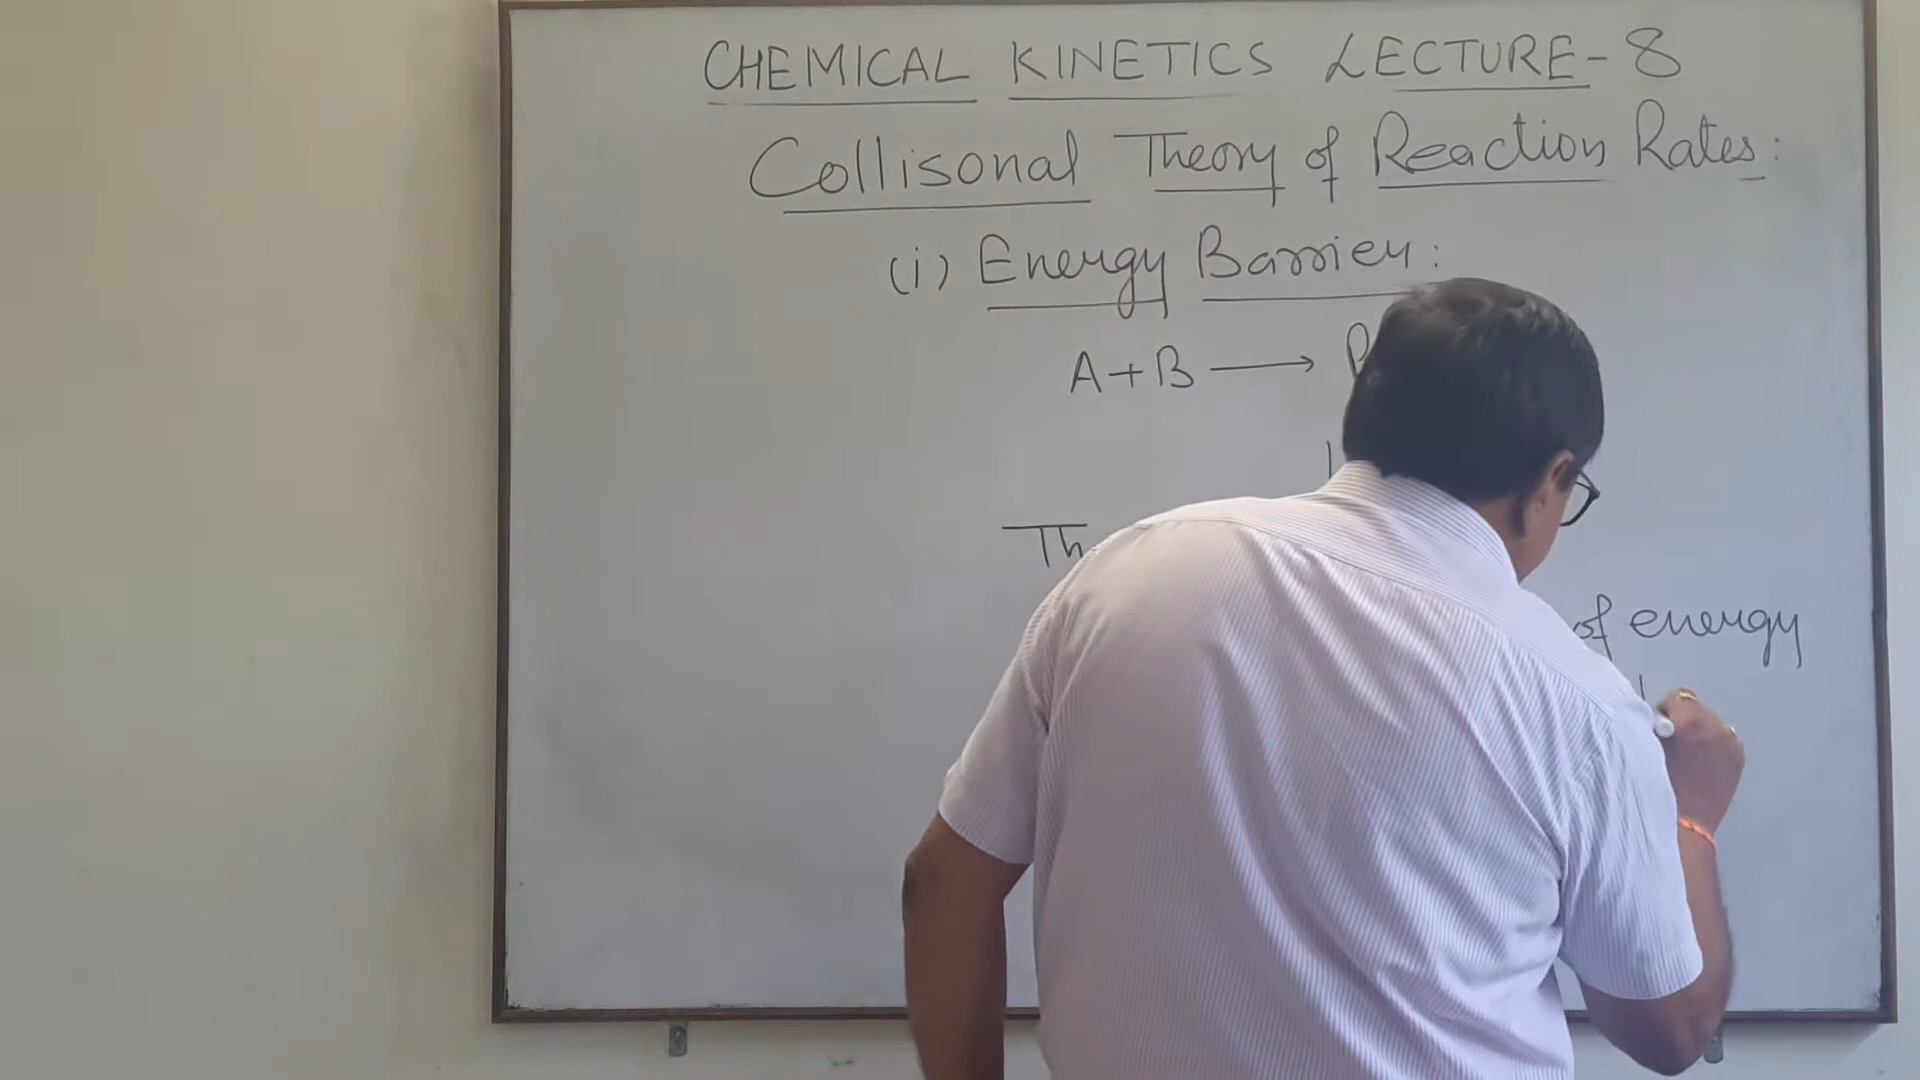 CHEMICAL KINETICS LECTURE-8
Collisonal Theory of Reaction Rates:
(i) Energy Barrier:
A+B ⟶
Th
of energy